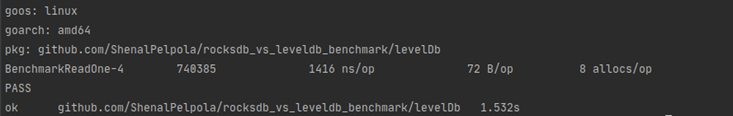 goos: linux
goarch: amd64
pkg: github.com/ShenalPelpola/rocksdb_vs_leveldb_benchmark/levelDb
BenchmarkReadOne-4 740385 1416 ns/op 72 B/op 8 allocs/op
PASS
ok github.com/ShenalPelpola/rocksdb_vs_leveldb_benchmark/levelDb 1.532s